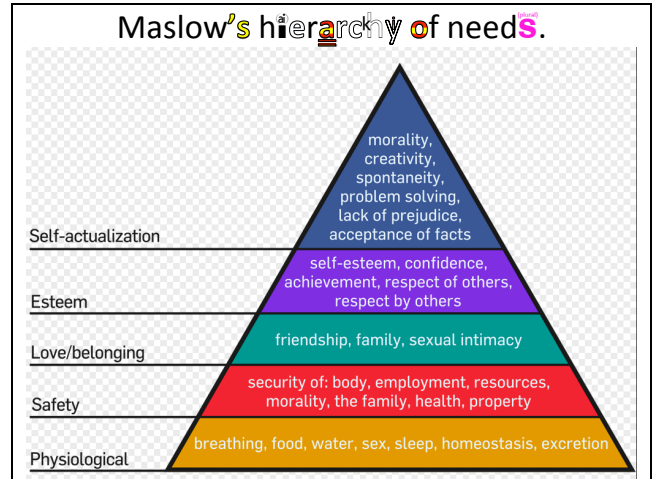 Maslow's hierarchy of needs.
ai
(plural)
morality,
creativity,
spontaneity,
problem solving,
lack of prejudice,
acceptance of facts
Self-actualization
self-esteem, confidence,
achievement, respect of others,
respect by others
Esteem
friendship, family, sexual intimacy
Love/belonging
security of: body, employment, resources,
morality, the family, health, property
Safety
breathing, food, water, sex, sleep, homeostasis, excretion
Physiological